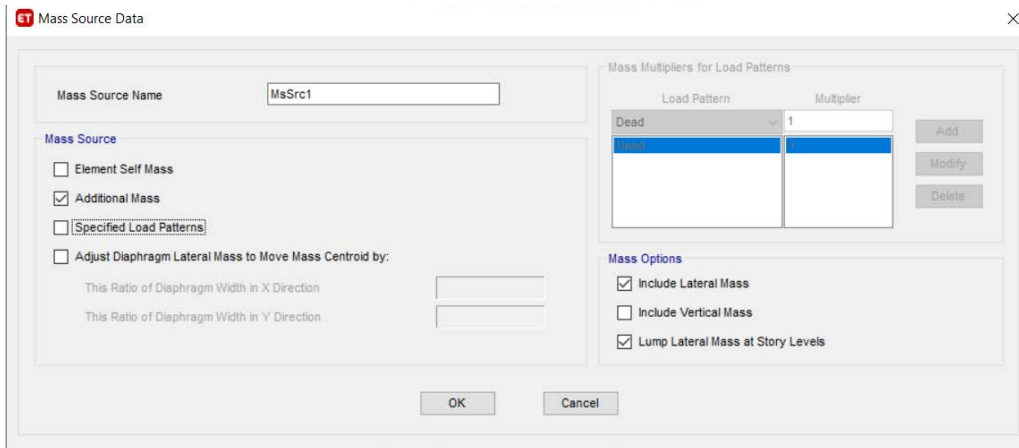 ET Mass Source Data
Mass Source Name
MsSrc1
Mass Source
Element Self Mass
Additional Mass
Specified Load Patterns
Adjust Diaphragm Lateral Mass to Move Mass Centroid by:
This Ratio of Diaphragm Width in X Direction
This Ratio of Diaphragm Width in Y Direction
Mass Multipliers for Load Patterns
Load Pattern Multiplier
Dead 1
Dead 1
Add
Modify
Delete
Mass Options
Include Lateral Mass
Include Vertical Mass
Lump Lateral Mass at Story Levels
OK Cancel